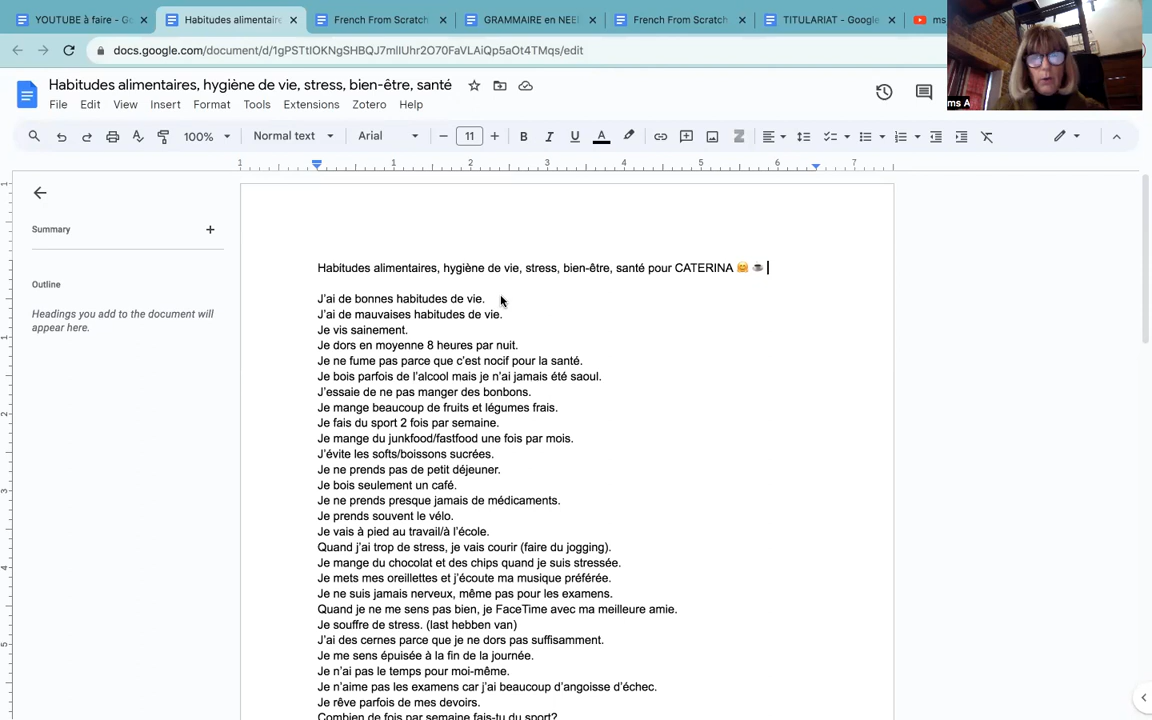 YOUTUBE à faire - G
Habitudes alimentaire
French From Scratch
GRAMMAIRE en NEE
French From Scratch
TITULARIAT - Google
ms
docs.google.com/document/d/1gPSTtIOKNgSHBQJ7mlIUhr2O70FaVLAiQp5aOt4TMqs/edit
Habitudes alimentaires, hygiène de vie, stress, bien-être, santé
File Edit View Insert Format Tools Extensions Zotero Help
ms A
100% Normal text Arial 11
1 1 2 3 4 5 6 7
Summary
Outline
Headings you add to the document will
appear here.
Habitudes alimentaires, hygiène de vie, stress, bien-être, santé pour CATERINA 🤗 ☕
J'ai de bonnes habitudes de vie.
J'ai de mauvaises habitudes de vie.
Je vis sainement.
Je dors en moyenne 8 heures par nuit.
Je ne fume pas parce que c'est nocif pour la santé.
Je bois parfois de l'alcool mais je n'ai jamais été saoul.
J'essaie de ne pas manger des bonbons.
Je mange beaucoup de fruits et légumes frais.
Je fais du sport 2 fois par semaine.
Je mange du junkfood/fastfood une fois par mois.
J'évite les softs/boissons sucrées.
Je ne prends pas de petit déjeuner.
Je bois seulement un café.
Je ne prends presque jamais de médicaments.
Je prends souvent le vélo.
Je vais à pied au travail/à l'école.
Quand j'ai trop de stress, je vais courir (faire du jogging).
Je mange du chocolat et des chips quand je suis stressée.
Je mets mes oreillettes et j'écoute ma musique préférée.
Je ne suis jamais nerveux, même pas pour les examens.
Quand je ne me sens pas bien, je FaceTime avec ma meilleure amie.
Je souffre de stress. (last hebben van)
J'ai des cernes parce que je ne dors pas suffisamment.
Je me sens épuisée à la fin de la journée.
Je n'ai pas le temps pour moi-même.
Je n'aime pas les examens car j'ai beaucoup d'angoisse d'échec.
Je rêve parfois de mes devoirs.
Combien de fois par semaine fais-tu du sport?